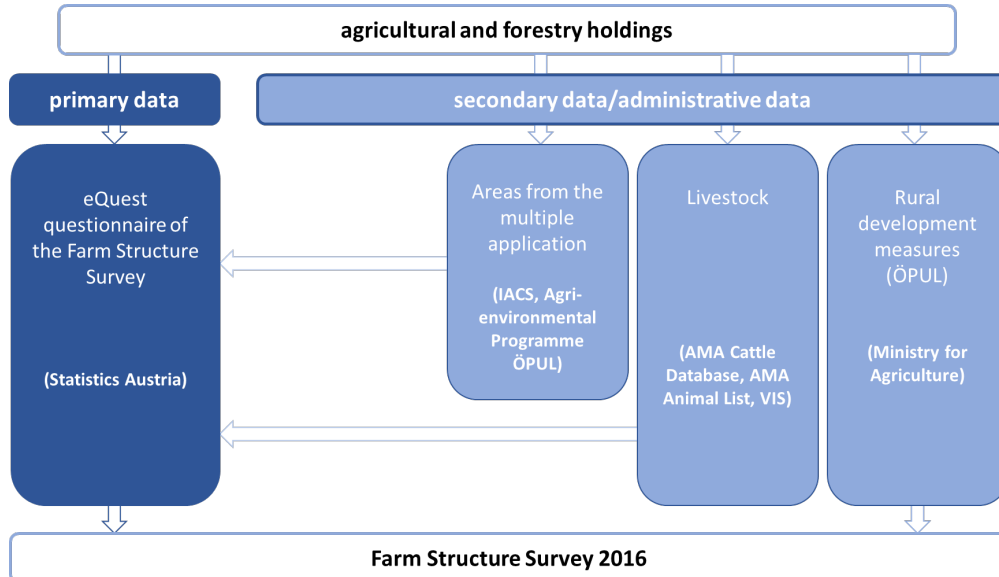 agricultural and forestry holdings
primary data
secondary data/administrative data
eQuest
questionnaire of
the Farm Structure
Survey
(Statistics Austria)
Areas from the
multiple
application
(IACS, Agri-
environmental
Programme
ÖPUL)
Livestock
(AMA Cattle
Database, AMA
Animal List, VIS)
Rural
development
measures
(ÖPUL)
(Ministry for
Agriculture)
Farm Structure Survey 2016